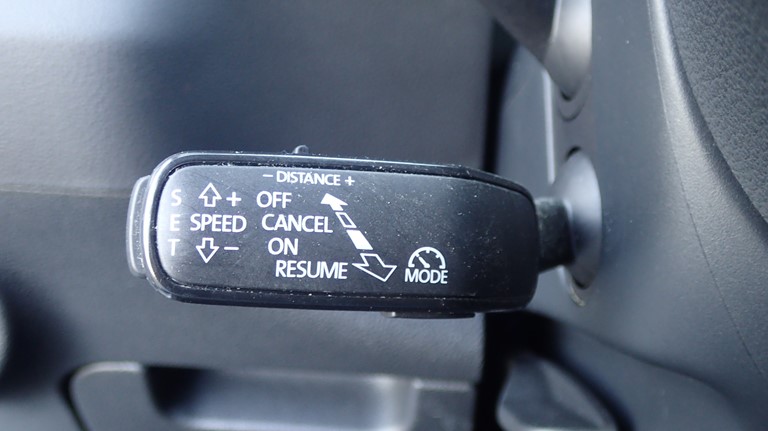 − DISTANCE +
S + OFF
E SPEED CANCEL
T − ON
RESUME
MODE